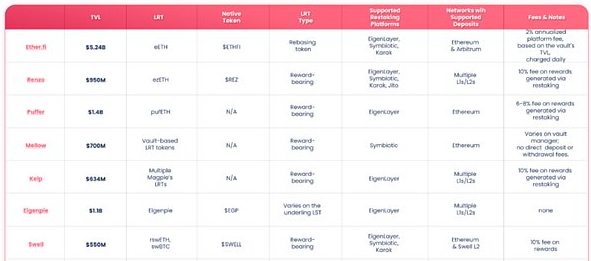 TVL
LRT
Native
Token
LRT
Type
Supported
Restaking
Platforms
Networks with
Supported
Deposits
Fees & Notes
Ether.fi
$5.24B
eETH
$ETHFI
Rebasing
token
EigenLayer,
Symbiotic,
Karak
Ethereum
& Arbitrum
2% annualized
platform fee,
based on the vault's
TVL,
charged daily
Renzo
$950M
ezETH
$REZ
Reward-
bearing
EigenLayer,
Symbiotic,
Karak, Jito
Multiple
L1s/L2s
10% fee on rewards
generated via
restaking
Puffer
$1.4B
pufETH
N/A
Reward-
bearing
EigenLayer
Ethereum
6-8% fee on rewards
generated via
restaking
Mellow
$700M
Vault-based
LRT tokens
N/A
Reward-
bearing
Symbiotic
Ethereum
Varies on vault
manager;
no direct deposit or
withdrawal fees.
Kelp
$634M
Multiple
Magpie's
LRTs
N/A
Reward-
bearing
EigenLayer
Multiple
L1s/L2s
10% fee on rewards
generated via
restaking
Eigenpie
$1.1B
Eigenpie
$EGP
Varies on the
underlying LST
EigenLayer
Multiple
L1s/L2s
none
Swell
$550M
rswETH,
swBTC
$SWELL
Reward-
bearing
EigenLayer,
Symbiotic,
Karak
Ethereum
& Swell L2
10% fee on
rewards